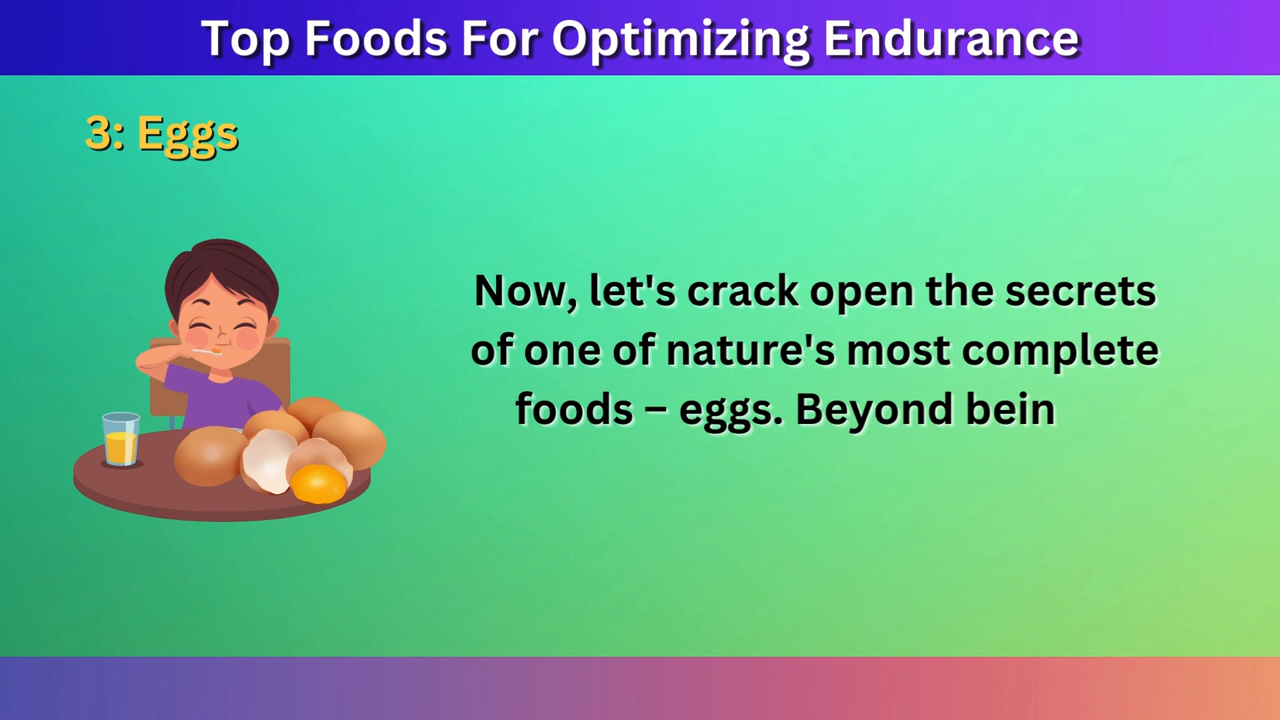 Top Foods For Optimizing Endurance
3: Eggs
Now, let's crack open the secrets
of one of nature's most complete
foods – eggs. Beyond bein